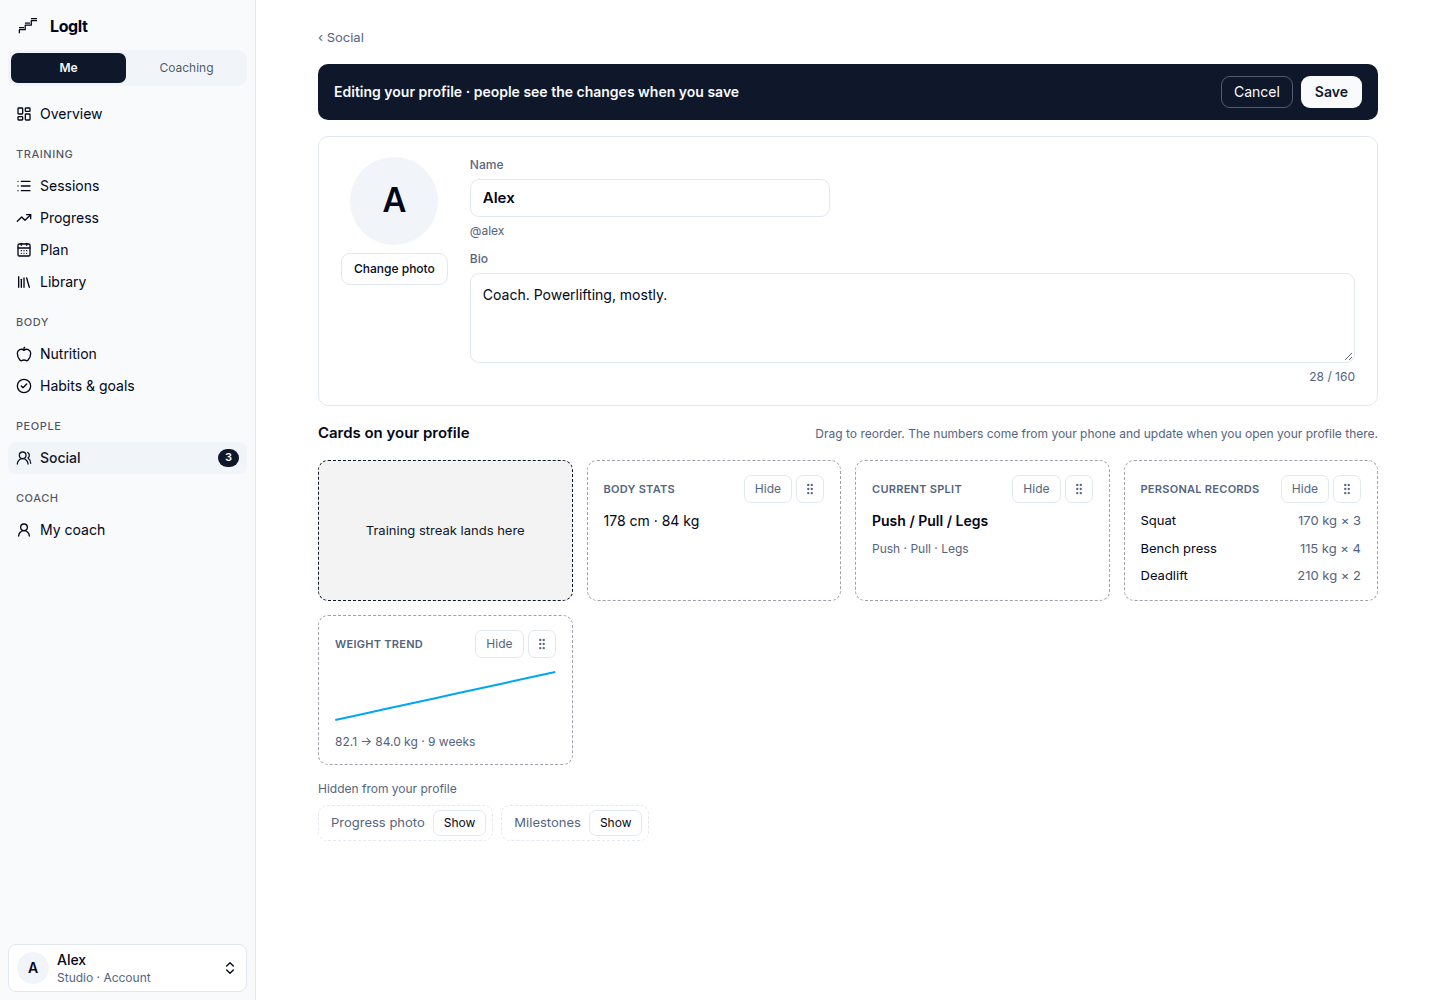 LogIt
Me
Coaching
Overview
TRAINING
Sessions
Progress
Plan
Library
BODY
Nutrition
Habits & goals
PEOPLE
Social
3
COACH
My coach
A
Alex
Studio · Account
‹ Social
Editing your profile · people see the changes when you save
Cancel
Save
A
Change photo
Name
Alex
@alex
Bio
Coach. Powerlifting, mostly.
28 / 160
Cards on your profile
Drag to reorder. The numbers come from your phone and update when you open your profile there.
Training streak lands here
BODY STATS
Hide
178 cm · 84 kg
CURRENT SPLIT
Hide
Push / Pull / Legs
Push · Pull · Legs
PERSONAL RECORDS
Hide
Squat 170 kg × 3
Bench press 115 kg × 4
Deadlift 210 kg × 2
WEIGHT TREND
Hide
82.1 → 84.0 kg · 9 weeks
Hidden from your profile
Progress photo
Show
Milestones
Show